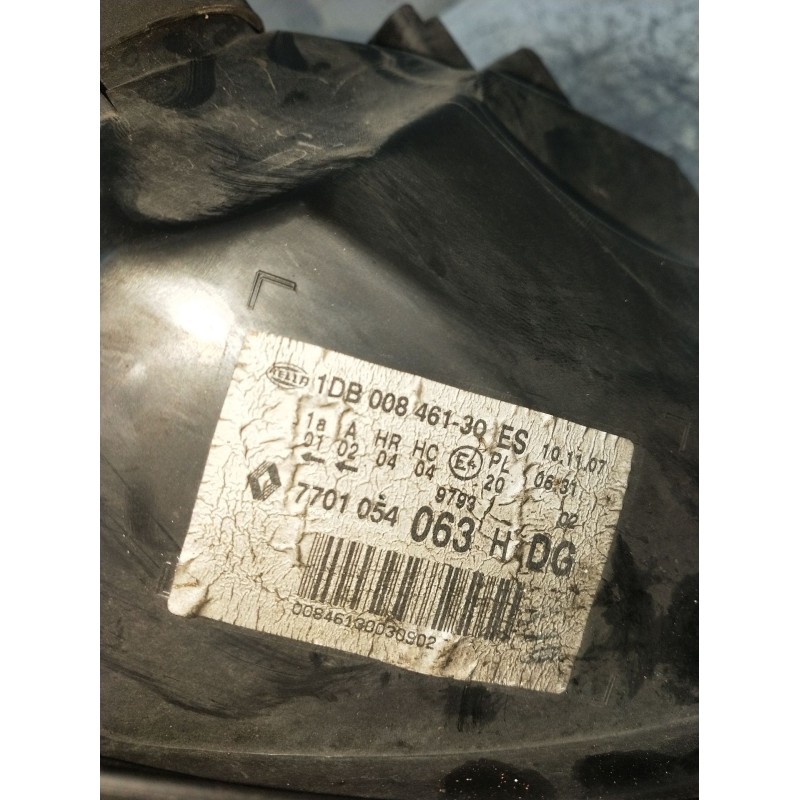 HELLA 1DB 008 461-30 ES 10.11.07
1a A HR HC E4 PL 06:31
01 02 04 04 20 02
9793
7701 054 063 H DG
00846130030902